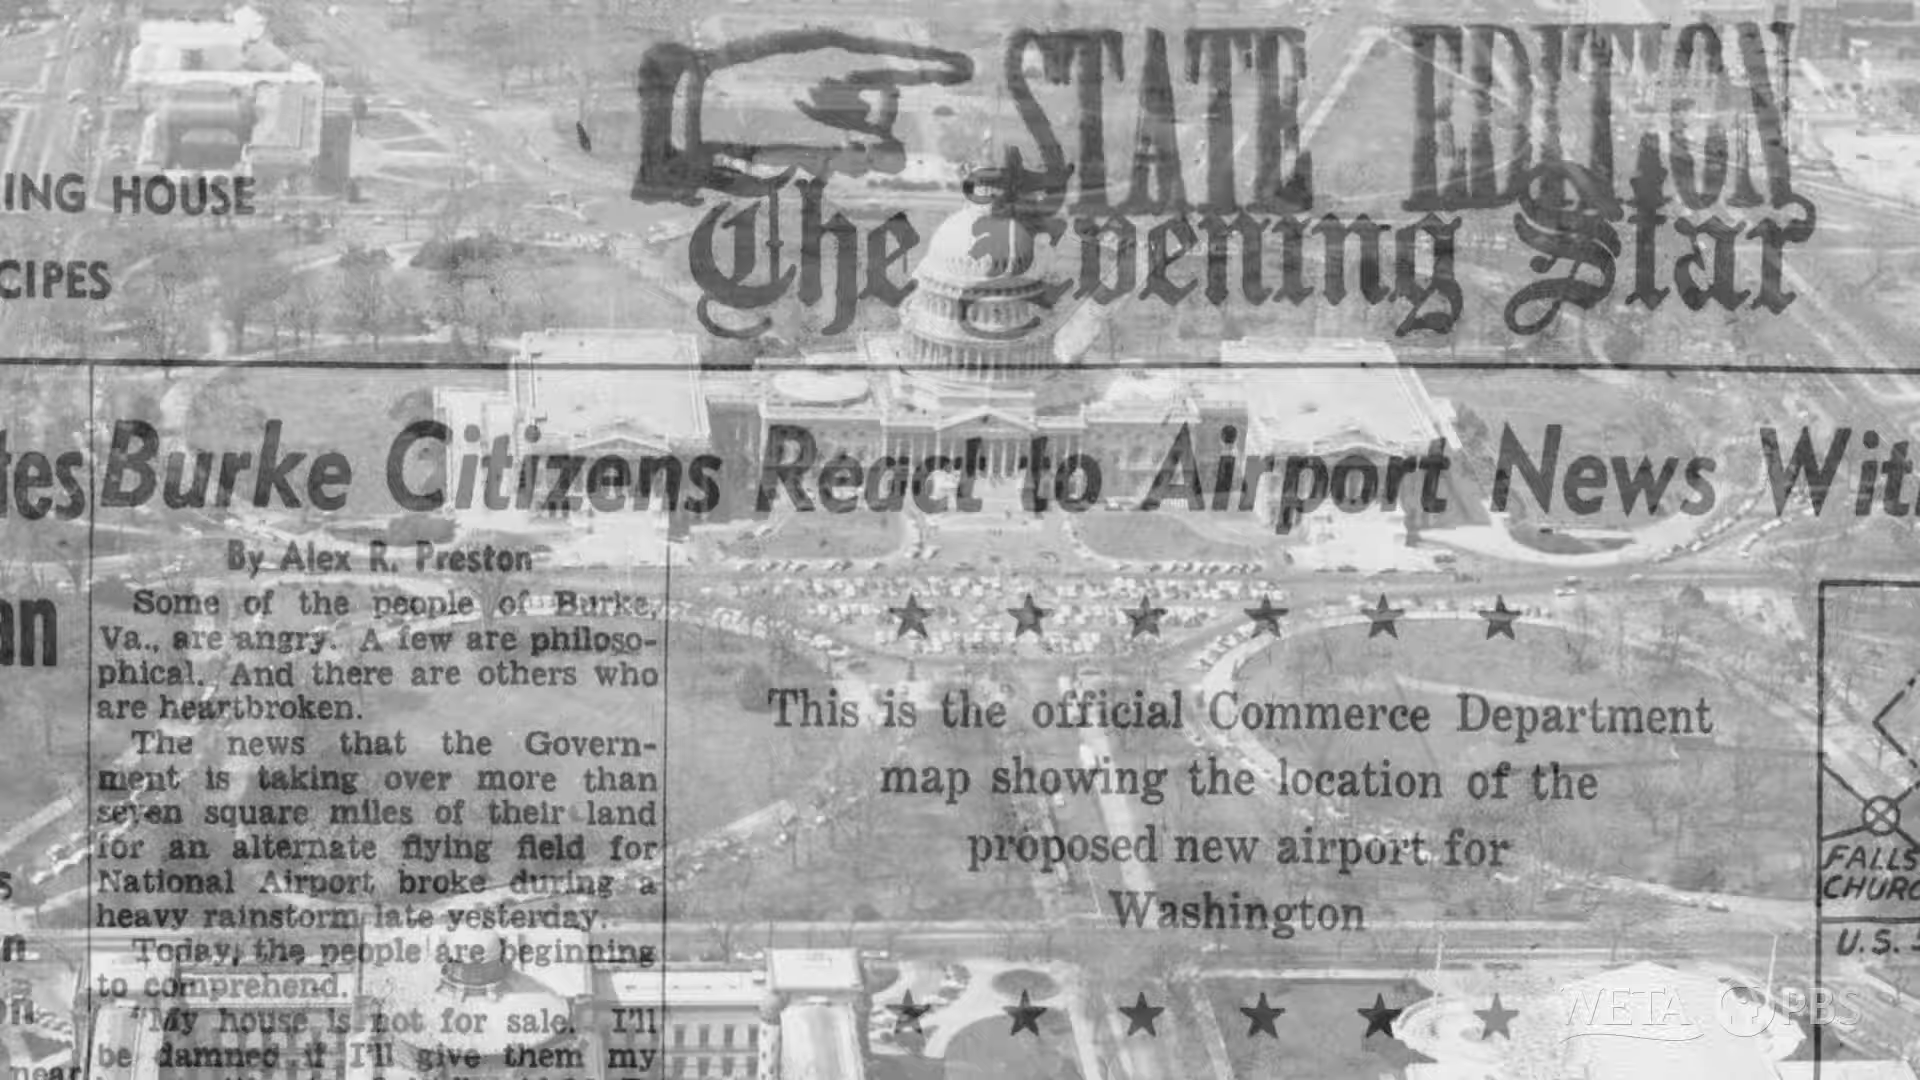 STATE EDITION
The Evening Star
ING HOUSE
CIPES
tes
an
Burke Citizens React to Airport News Wit
By Alex R. Preston
Some of the people of Burke,
Va., are angry. A few are philoso-
phical. And there are others who
are heartbroken.
The news that the Govern-
ment is taking over more than
seven square miles of their land
for an alternate flying field for
National Airport broke during a
heavy rainstorm late yesterday.
Today, the people are beginning
to comprehend.
"My house is not for sale. I'll
be damned if I'll give them my
near
This is the official Commerce Department
map showing the location of the
proposed new airport for
Washington
FALLS
CHURC
U.S.
WETA PBS